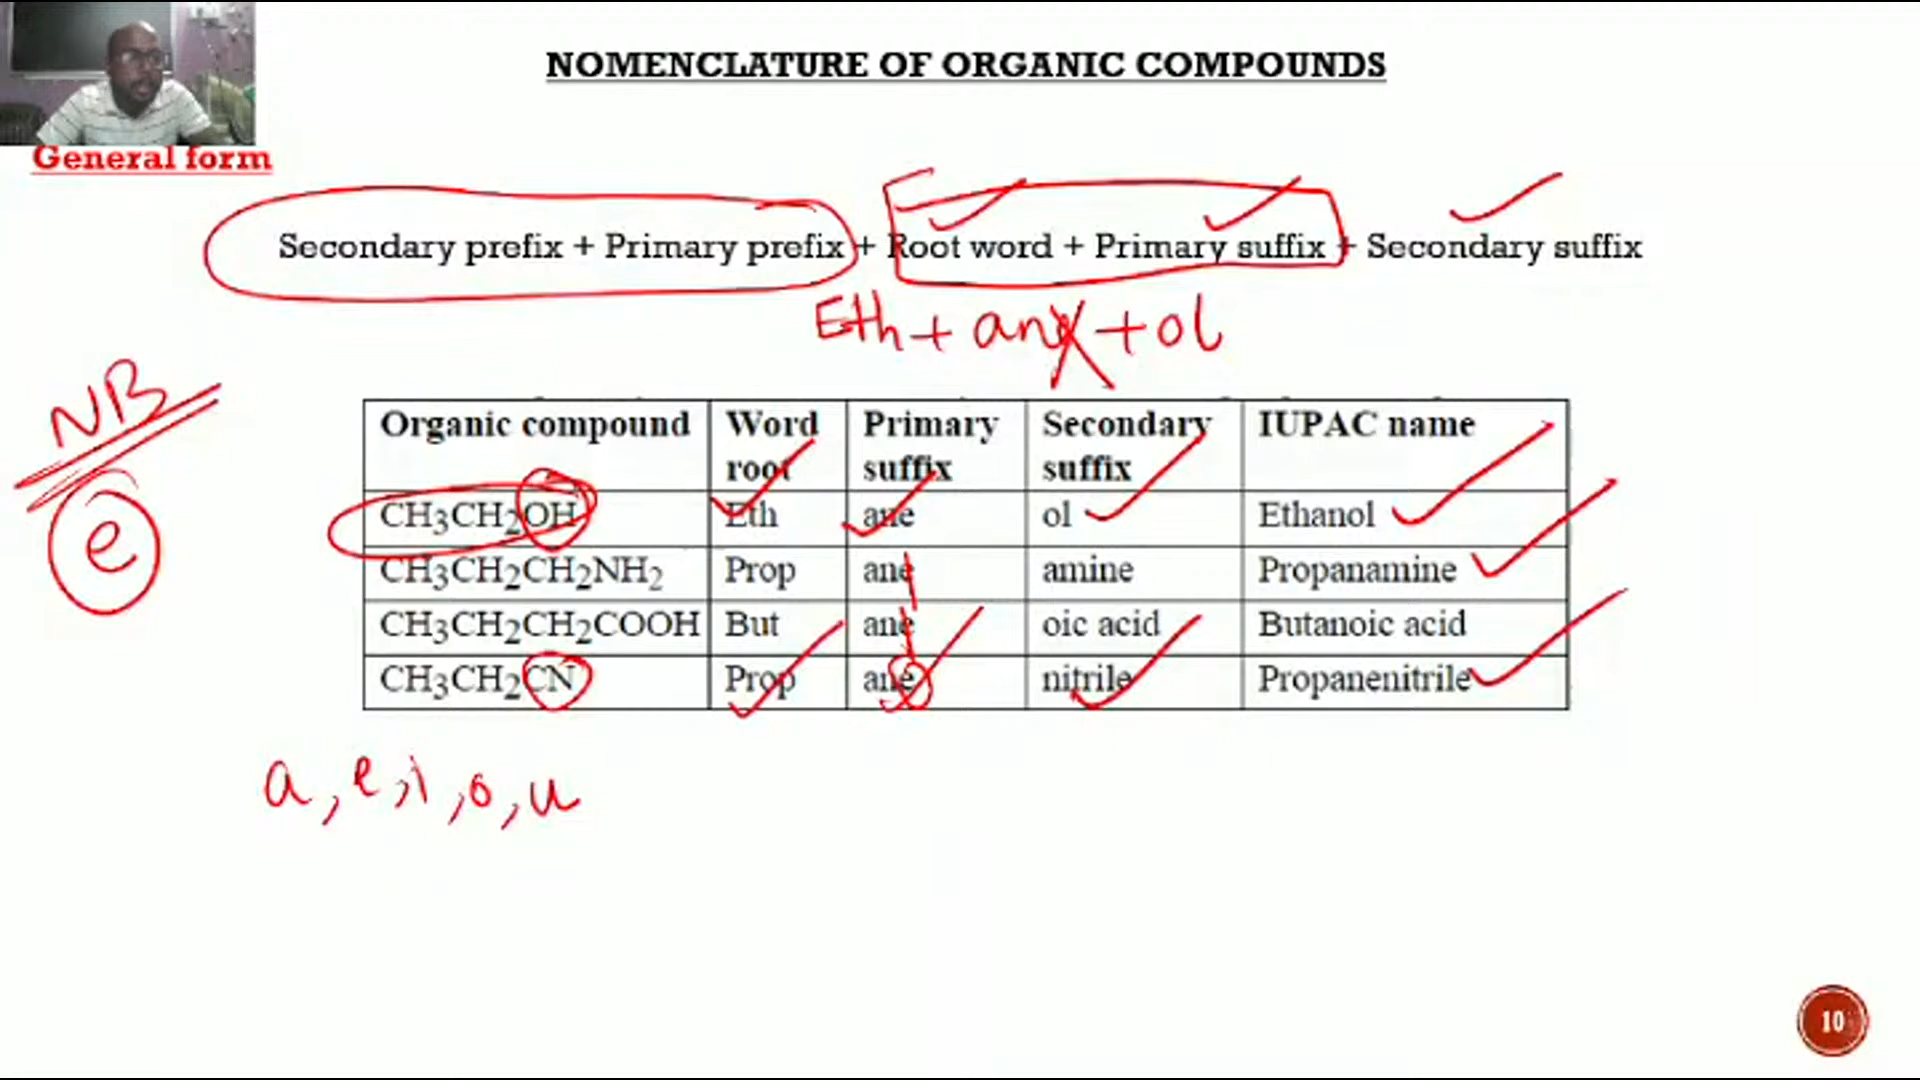 NOMENCLATURE OF ORGANIC COMPOUNDS
General form
Secondary prefix + Primary prefix + Root word + Primary suffix + Secondary suffix
Eth + ane + ol
NB
e
Organic compound Word root Primary suffix Secondary suffix IUPAC name
CH3CH2OH Eth ane ol Ethanol
CH3CH2CH2NH2 Prop ane amine Propanamine
CH3CH2CH2COOH But ane oic acid Butanoic acid
CH3CH2CN Prop ane nitrile Propanenitrile
a, e, i, o, u
10